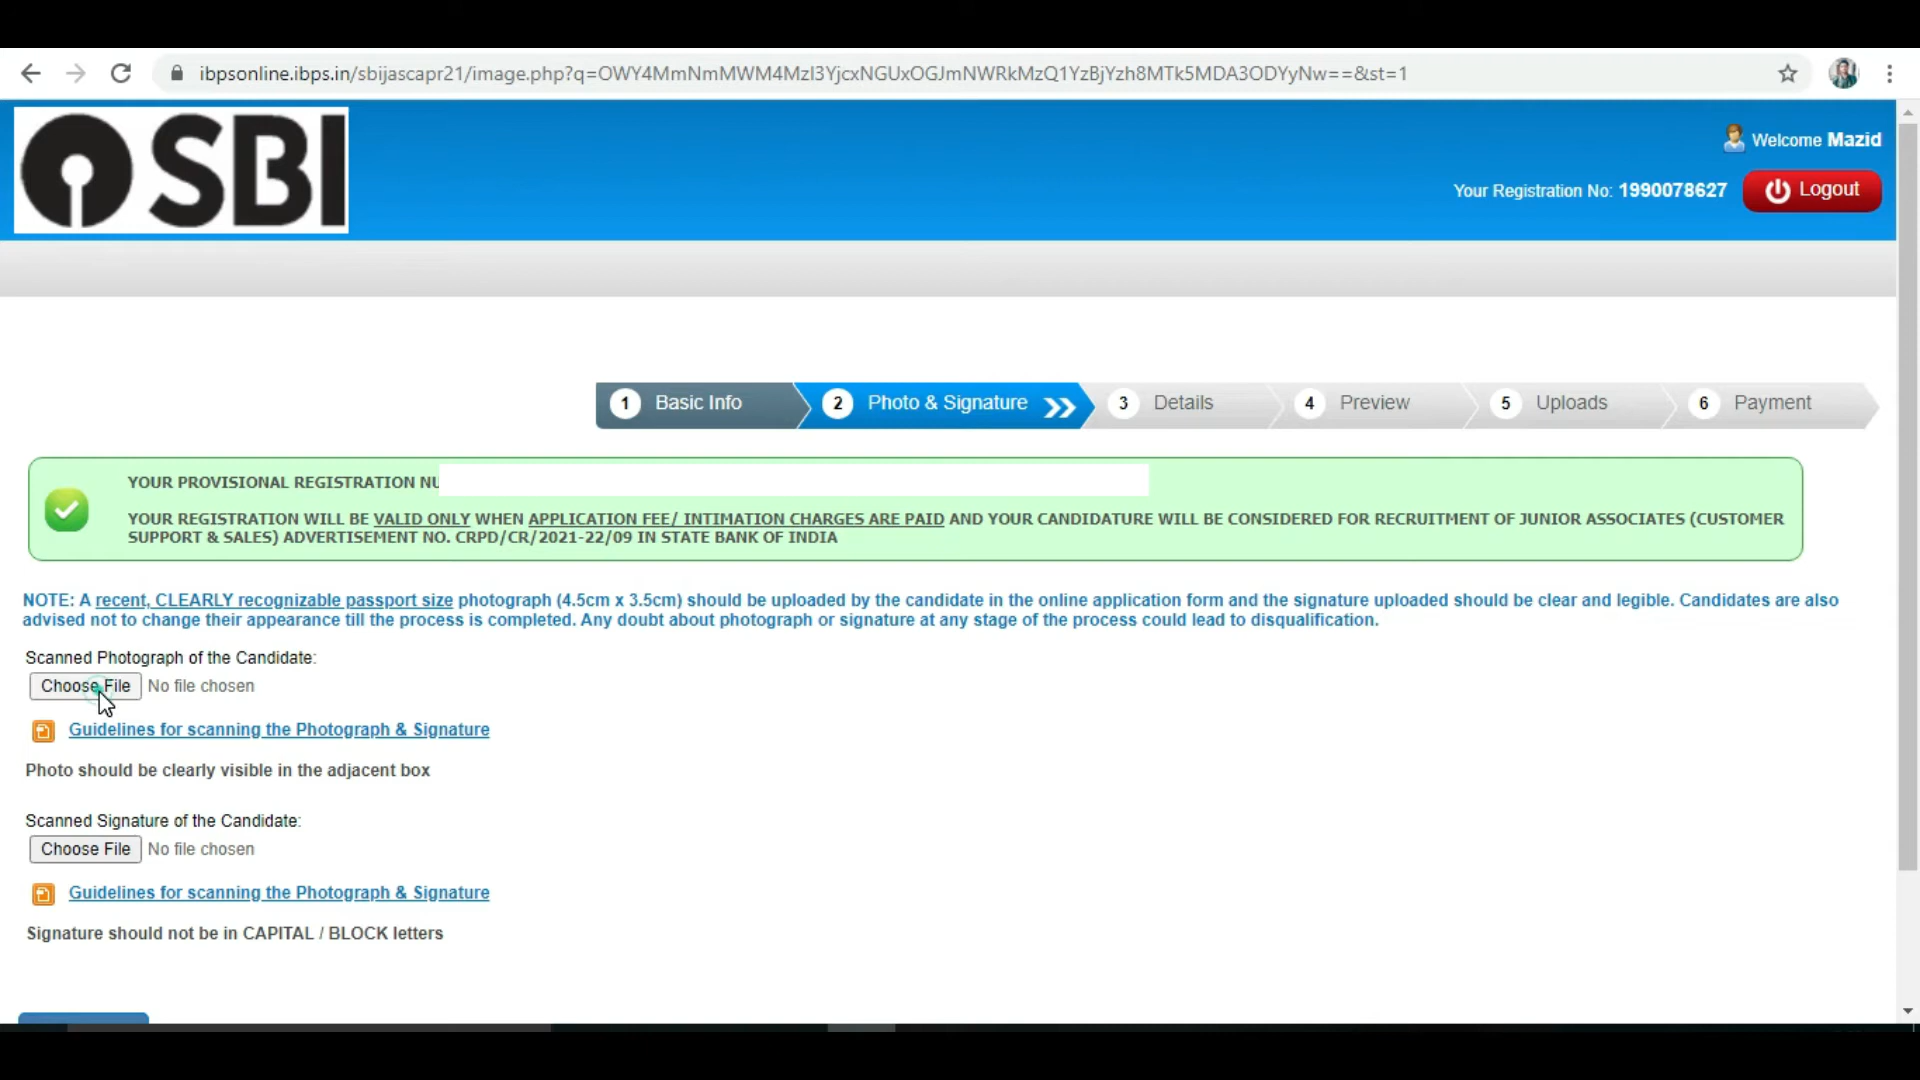 ibpsonline.ibps.in/sbijascapr21/image.php?q=OWY4MmNmMWM4MzI3YjcxNGUxOGJmNWRkMzQ1YzBjYzh8MTk5MDA3ODYyNw==&st=1
SBI
Welcome Mazid
Your Registration No: 1990078627
Logout
1 Basic Info 2 Photo & Signature 3 Details 4 Preview 5 Uploads 6 Payment
YOUR PROVISIONAL REGISTRATION NU
YOUR REGISTRATION WILL BE VALID ONLY WHEN APPLICATION FEE/ INTIMATION CHARGES ARE PAID AND YOUR CANDIDATURE WILL BE CONSIDERED FOR RECRUITMENT OF JUNIOR ASSOCIATES (CUSTOMER
SUPPORT & SALES) ADVERTISEMENT NO. CRPD/CR/2021-22/09 IN STATE BANK OF INDIA
NOTE: A recent, CLEARLY recognizable passport size photograph (4.5cm x 3.5cm) should be uploaded by the candidate in the online application form and the signature uploaded should be clear and legible. Candidates are also
advised not to change their appearance till the process is completed. Any doubt about photograph or signature at any stage of the process could lead to disqualification.
Scanned Photograph of the Candidate:
Choose File No file chosen
Guidelines for scanning the Photograph & Signature
Photo should be clearly visible in the adjacent box
Scanned Signature of the Candidate:
Choose File No file chosen
Guidelines for scanning the Photograph & Signature
Signature should not be in CAPITAL / BLOCK letters